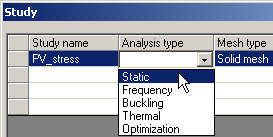 Study
Study name Analysis type Mesh type
PV_stress Solid mesh
Static
Frequency
Buckling
Thermal
Optimization